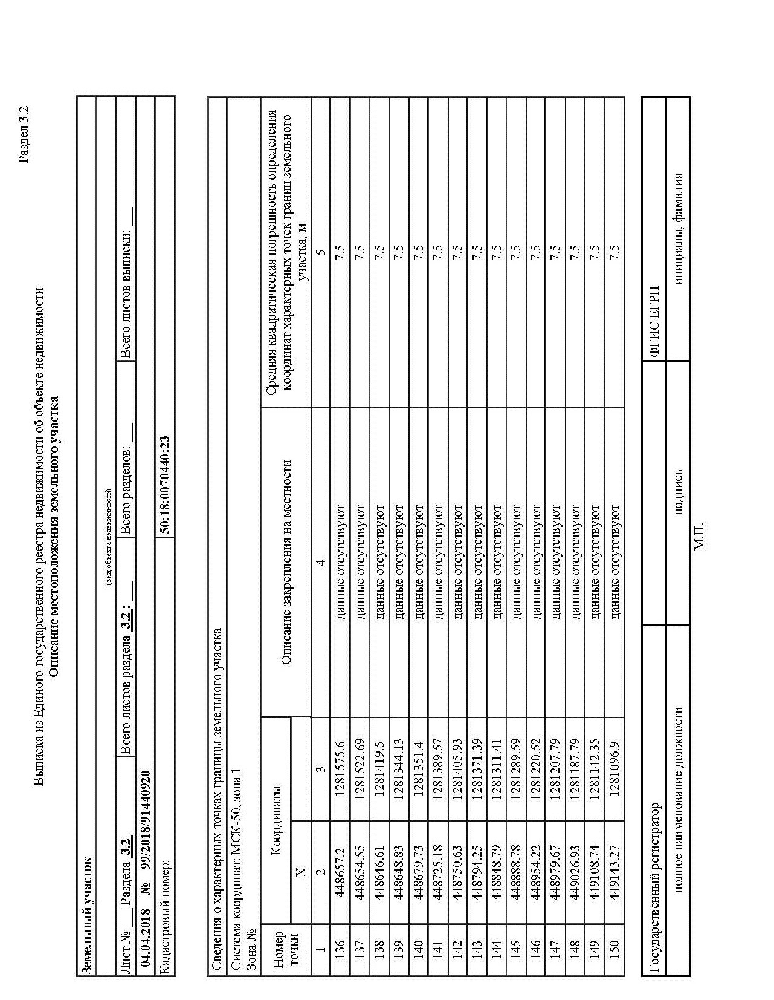 Раздел 3.2
Выписка из Единого государственного реестра недвижимости об объекте недвижимости
Описание местоположения земельного участка
Земельный участок
(вид объекта недвижимости)
Лист № ___ Раздела 3.2 Всего листов раздела 3.2 : ___ Всего разделов: ___ Всего листов выписки: ___
04.04.2018 № 99/2018/91440920
Кадастровый номер: 50:18:0070440:23
Сведения о характерных точках границы земельного участка
Система координат: МСК-50, зона 1
Зона №
Номер точки Координаты Описание закрепления на местности Средняя квадратическая погрешность определения координат характерных точек границ земельного участка, м
X
1 2 3 4 5
136 448657.2 1281575.6 данные отсутствуют 7.5
137 448654.55 1281522.69 данные отсутствуют 7.5
138 448646.61 1281419.5 данные отсутствуют 7.5
139 448648.83 1281344.13 данные отсутствуют 7.5
140 448679.73 1281351.4 данные отсутствуют 7.5
141 448725.18 1281389.57 данные отсутствуют 7.5
142 448750.63 1281405.93 данные отсутствуют 7.5
143 448794.25 1281371.39 данные отсутствуют 7.5
144 448848.79 1281311.41 данные отсутствуют 7.5
145 448888.78 1281289.59 данные отсутствуют 7.5
146 448954.22 1281220.52 данные отсутствуют 7.5
147 448979.67 1281207.79 данные отсутствуют 7.5
148 449026.93 1281187.79 данные отсутствуют 7.5
149 449108.74 1281142.35 данные отсутствуют 7.5
150 449143.27 1281096.9 данные отсутствуют 7.5
Государственный регистратор ФГИС ЕГРН
полное наименование должности подпись инициалы, фамилия
М.П.